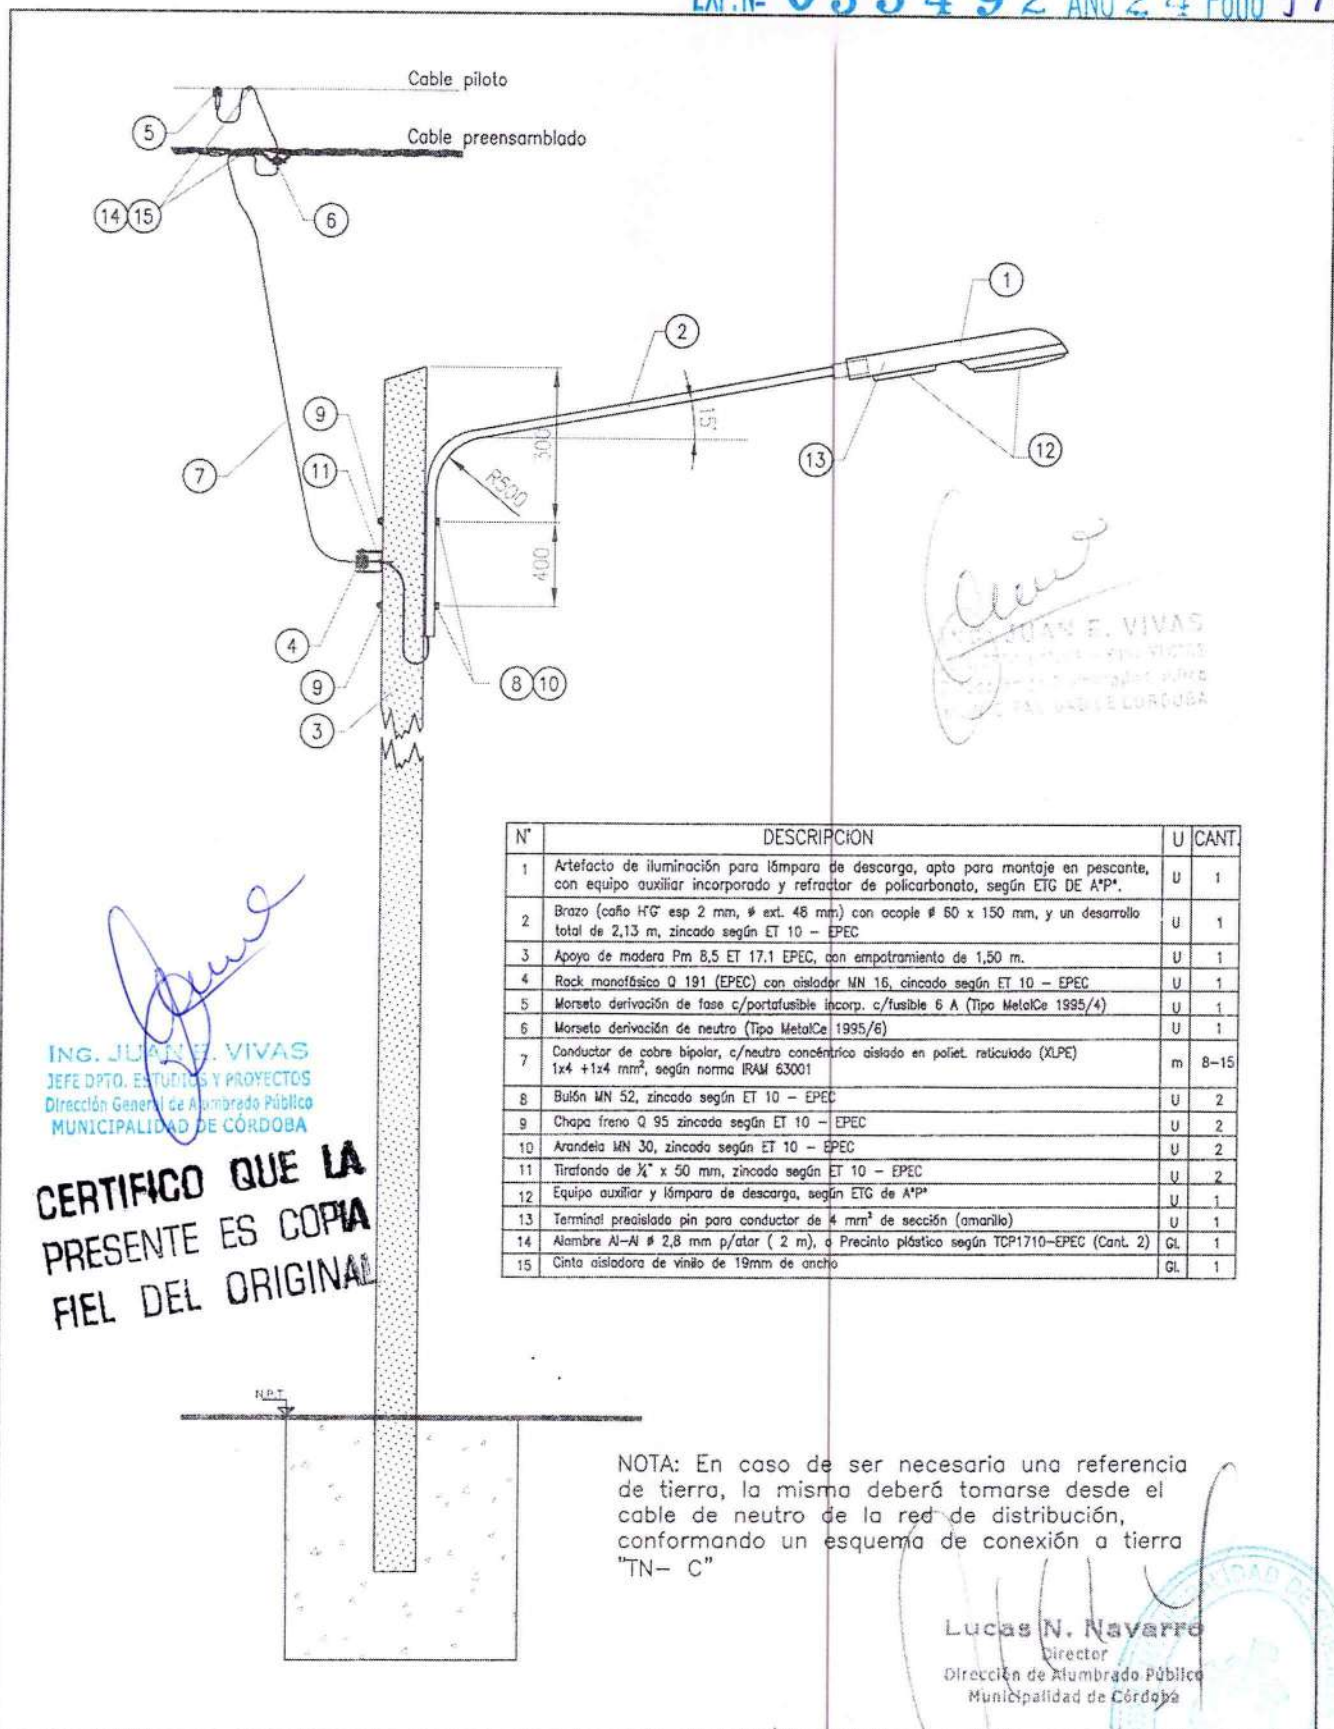 EXP.Nº 035492 AÑO 24 FOLIO
Cable piloto
5
Cable preensamblado
14 15
6
1
2
9
7
11
300
15
13
12
R500
400
4
9
8 10
3
JUAN E. VIVAS
N° DESCRIPCION U CANT.
1 Artefacto de iluminación para lámpara de descarga, apto para montaje en pescante,
con equipo auxiliar incorporado y refractor de policarbonato, según ETG DE A°P°. U 1
2 Brazo (caño H°G° esp 2 mm, ø ext. 48 mm) con acople ø 60 x 150 mm, y un desarrollo
total de 2,13 m, zincado según ET 10 – EPEC U 1
3 Apoyo de madera Pm 8,5 ET 17.1 EPEC, con empotramiento de 1,50 m. U 1
4 Rack monofásico Q 191 (EPEC) con aislador MN 16, cincado según ET 10 – EPEC U 1
5 Morseto derivación de fase c/portafusible incorp. c/fusible 6 A (Tipo MetalCe 1995/4) U 1
6 Morseto derivación de neutro (Tipo MetalCe 1995/6) U 1
7 Conductor de cobre bipolar, c/neutro concéntrico aislado en poliet. reticulado (XLPE)
1x4 +1x4 mm², según norma IRAM 63001 m 8–15
8 Bulón MN 52, zincado según ET 10 – EPEC U 2
9 Chapa freno Q 95 zincada según ET 10 – EPEC U 2
10 Arandela MN 30, zincada según ET 10 – EPEC U 2
11 Tirafondo de ¼" x 50 mm, zincado según ET 10 – EPEC U 2
12 Equipo auxiliar y lámpara de descarga, según ETG de A°P° U 1
13 Terminal preaislado pin para conductor de 4 mm² de sección (amarillo) U 1
14 Alambre Al–Al ø 2,8 mm p/atar ( 2 m), o Precinto plástico según TCP1710–EPEC (Cant. 2) Gl. 1
15 Cinta aisladora de vinilo de 19mm de ancho Gl. 1
ING. JUAN E. VIVAS
JEFE DPTO. ESTUDIOS Y PROYECTOS
Dirección General de Alumbrado Público
MUNICIPALIDAD DE CÓRDOBA
CERTIFICO QUE LA
PRESENTE ES COPIA
FIEL DEL ORIGINAL
N.P.T.
NOTA: En caso de ser necesaria una referencia
de tierra, la misma deberá tomarse desde el
cable de neutro de la red de distribución,
conformando un esquema de conexión a tierra
"TN– C"
Lucas N. Navarro
Director
Dirección de Alumbrado Público
Municipalidad de Córdoba